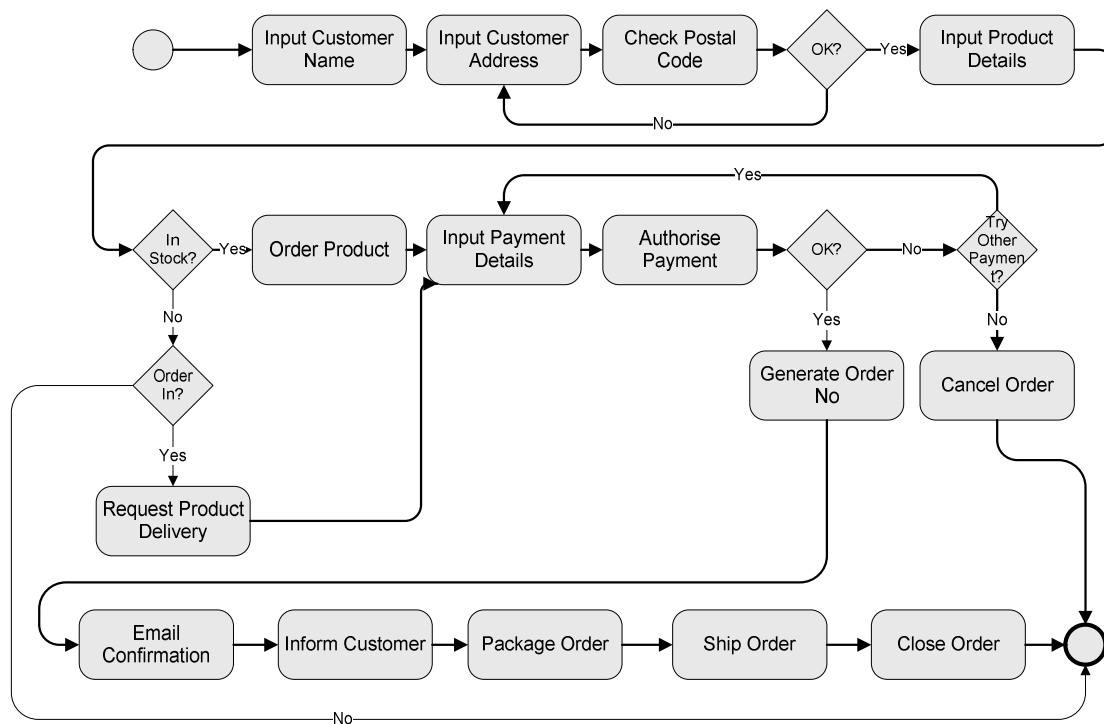 Input Customer
Name
Input Customer
Address
Check Postal
Code
OK?
Yes
Input Product
Details
No
Yes
In
Stock?
Yes
Order Product
Input Payment
Details
Authorise
Payment
OK?
No
Try
Other
Paymen
t?
No
Yes
No
Order
In?
Generate Order
No
Cancel Order
Yes
Request Product
Delivery
Email
Confirmation
Inform Customer
Package Order
Ship Order
Close Order
No